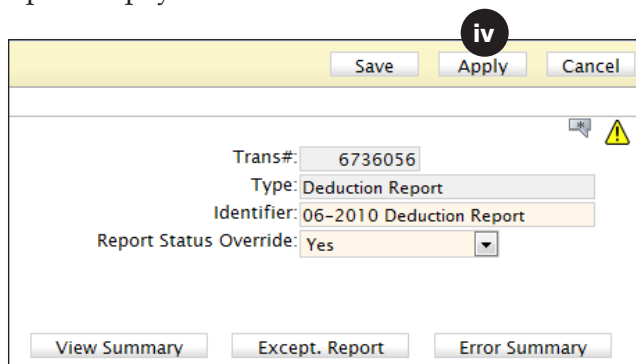 iv
Save Apply Cancel
Trans#: 6736056
Type: Deduction Report
Identifier: 06-2010 Deduction Report
Report Status Override: Yes
View Summary Except. Report Error Summary